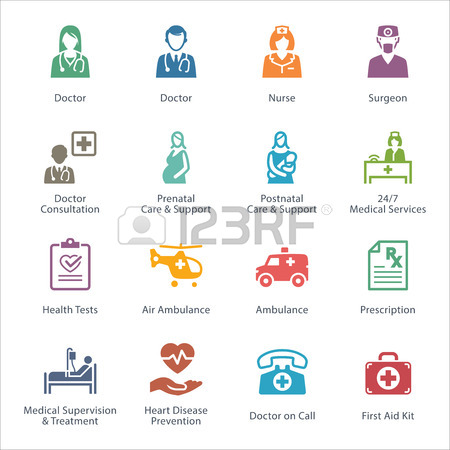 Doctor
Doctor
Nurse
Surgeon
Doctor
Consultation
Prenatal
Care & Support
Postnatal
Care & Support
24/7
Medical Services
123RF
Health Tests
Air Ambulance
Ambulance
Rx
Prescription
Medical Supervision
& Treatment
Heart Disease
Prevention
Doctor on Call
First Aid Kit